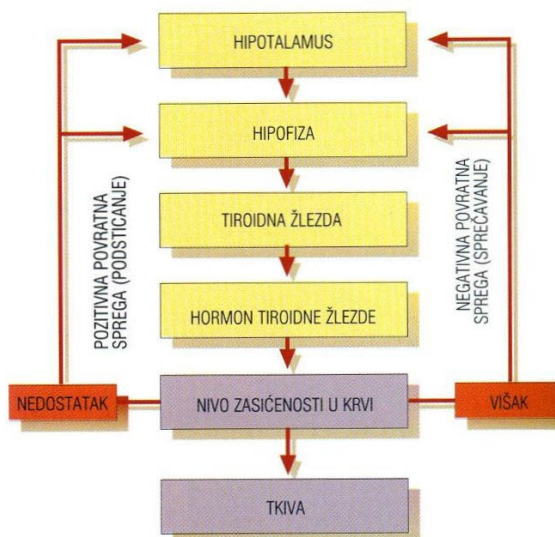 HIPOTALAMUS
HIPOFIZA
TIROIDNA ŽLEZDA
HORMON TIROIDNE ŽLEZDE
POZITIVNA POVRATNA
SPREGA (PODSTICANJE)
NEGATIVNA POVRATNA
SPREGA (SPREČAVANJE)
NEDOSTATAK
NIVO ZASIĆENOSTI U KRVI
VIŠAK
TKIVA